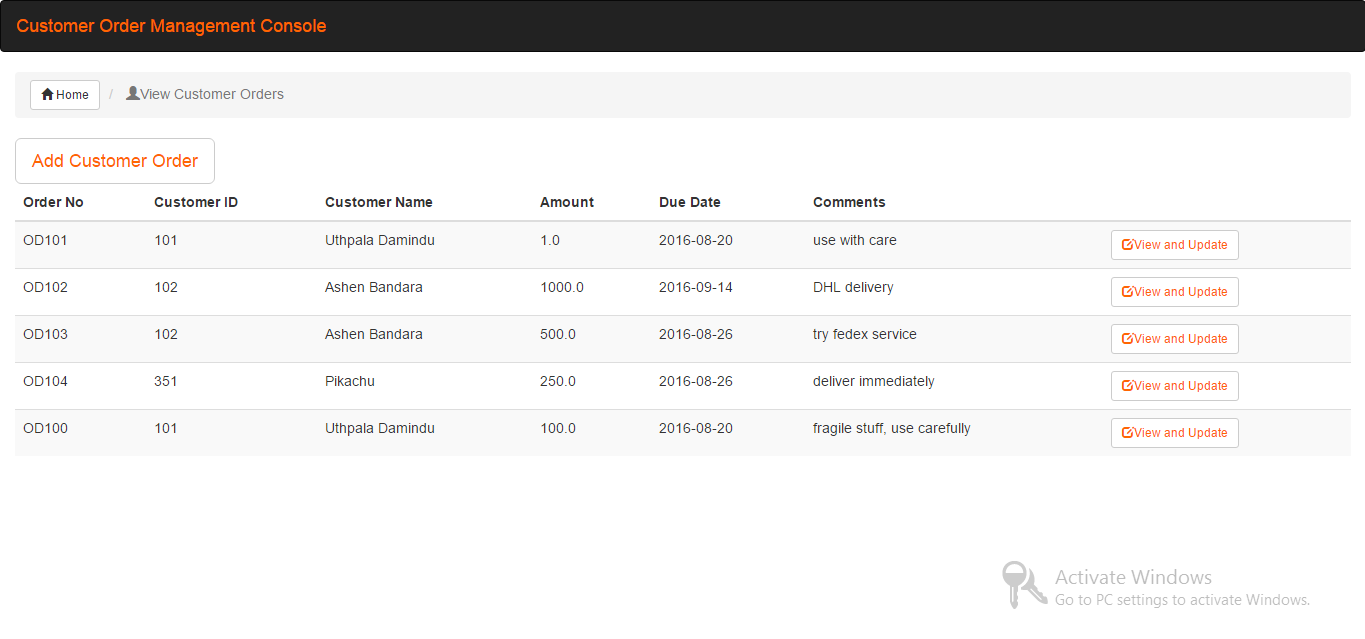 Customer Order Management Console
Home / View Customer Orders
Add Customer Order
Order No Customer ID Customer Name Amount Due Date Comments
OD101 101 Uthpala Damindu 1.0 2016-08-20 use with care View and Update
OD102 102 Ashen Bandara 1000.0 2016-09-14 DHL delivery View and Update
OD103 102 Ashen Bandara 500.0 2016-08-26 try fedex service View and Update
OD104 351 Pikachu 250.0 2016-08-26 deliver immediately View and Update
OD100 101 Uthpala Damindu 100.0 2016-08-20 fragile stuff, use carefully View and Update
Activate Windows
Go to PC settings to activate Windows.